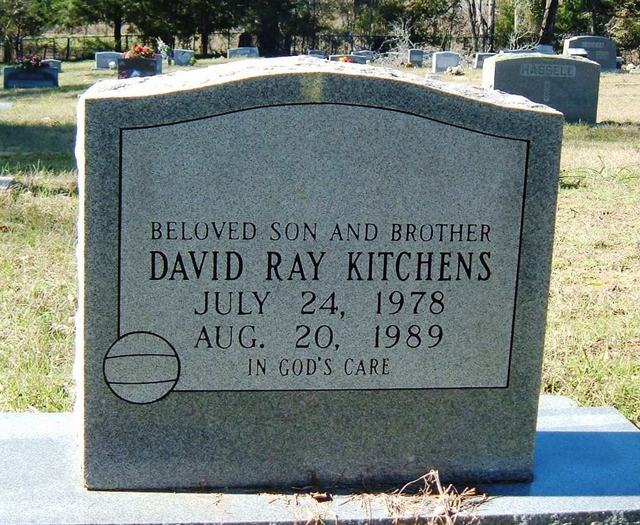 HASSELL
BELOVED SON AND BROTHER
DAVID RAY KITCHENS
JULY 24, 1978
AUG. 20, 1989
IN GOD'S CARE